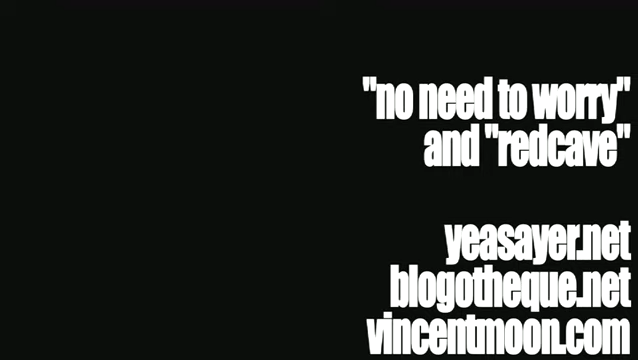 "no need to worry"
and "redcave"
yeasayer.net
blogotheque.net
vincentmoon.com